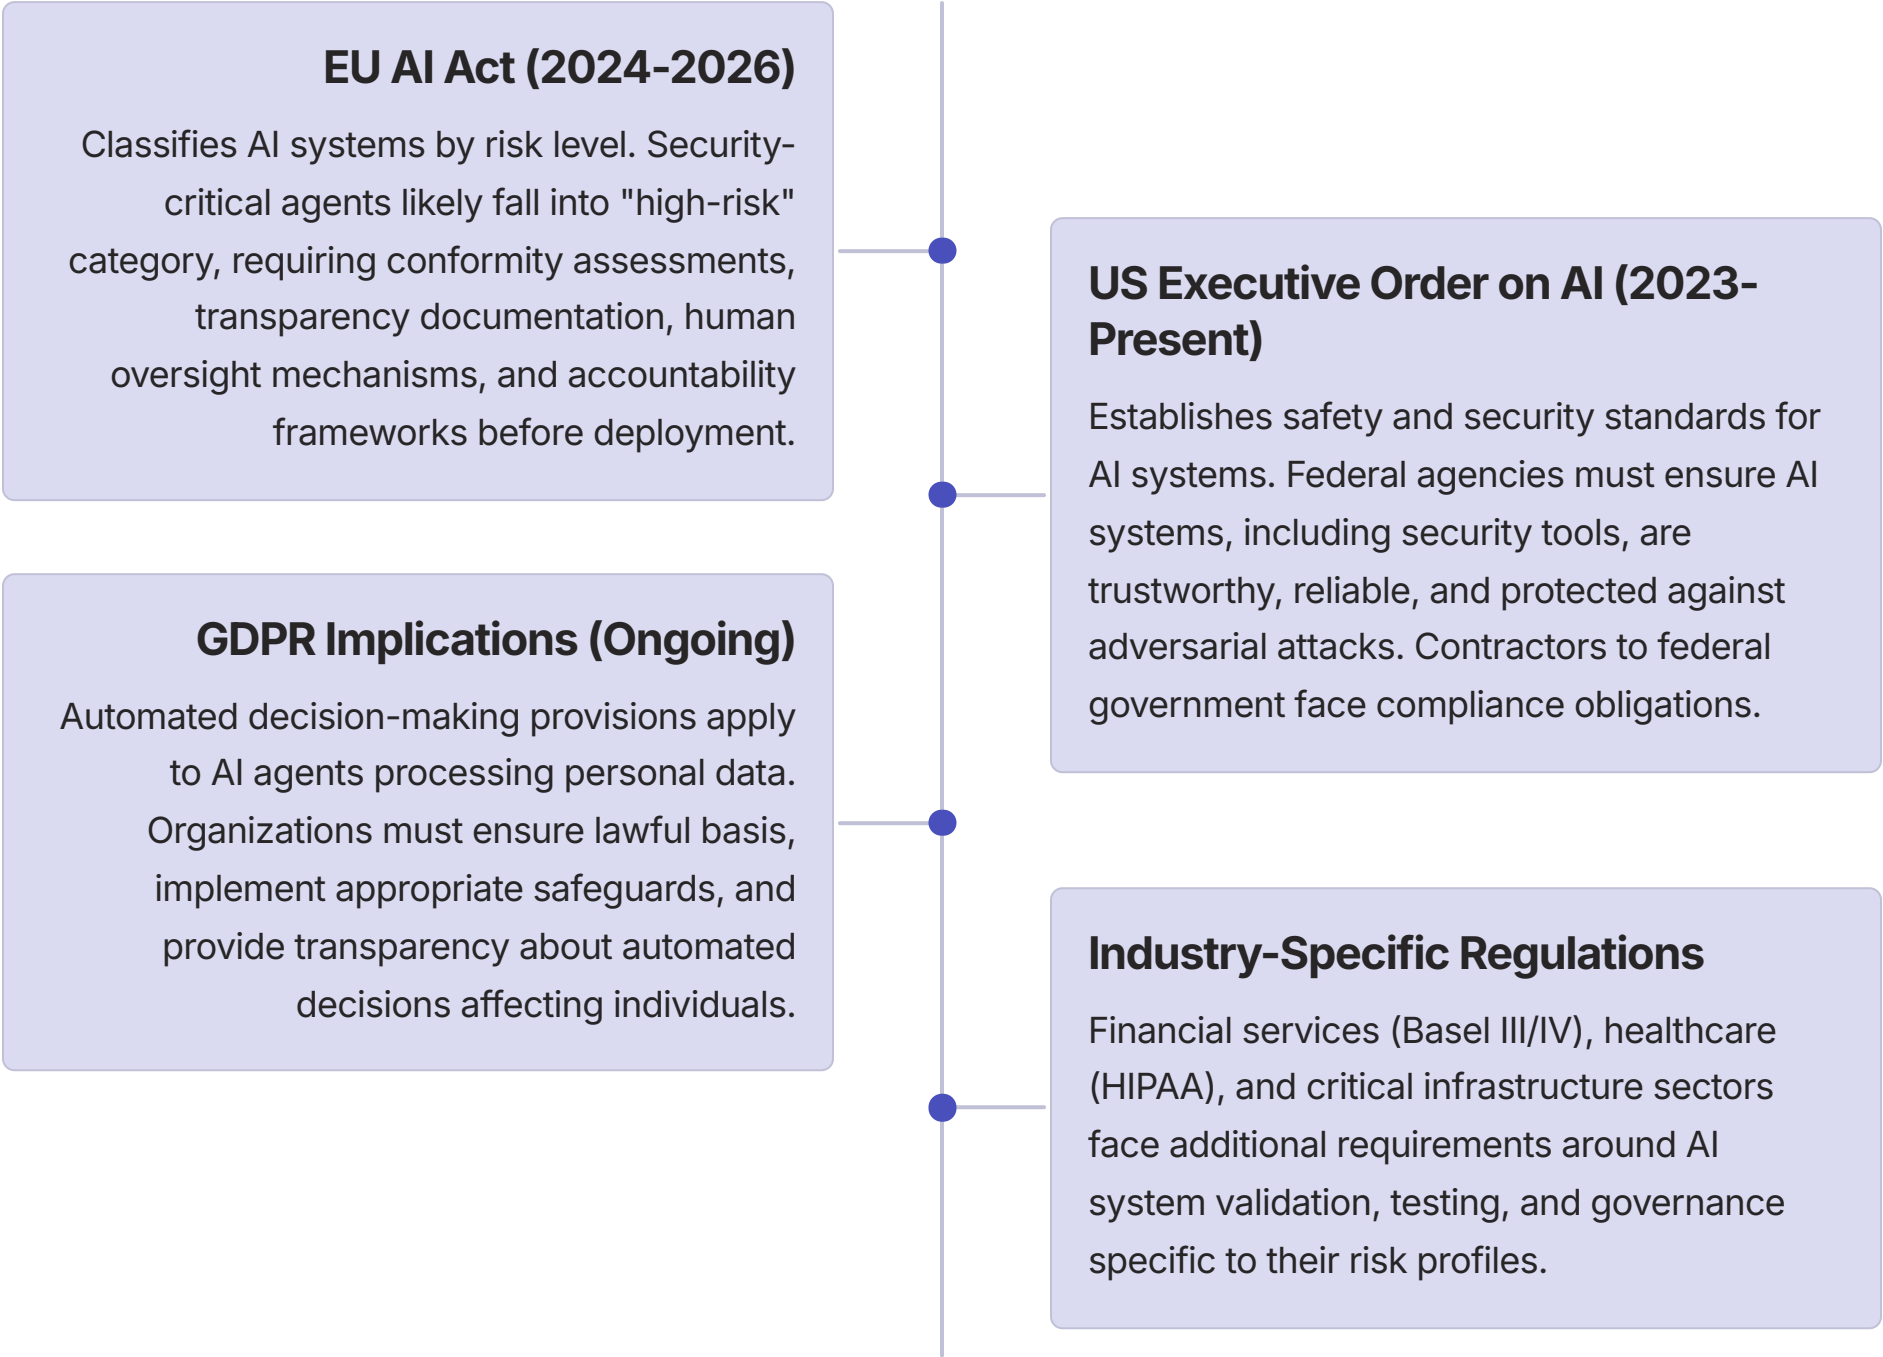 EU AI Act (2024-2026)
Classifies AI systems by risk level. Security-
critical agents likely fall into "high-risk"
category, requiring conformity assessments,
transparency documentation, human
oversight mechanisms, and accountability
frameworks before deployment.
US Executive Order on AI (2023-
Present)
Establishes safety and security standards for
AI systems. Federal agencies must ensure AI
systems, including security tools, are
trustworthy, reliable, and protected against
adversarial attacks. Contractors to federal
government face compliance obligations.
GDPR Implications (Ongoing)
Automated decision-making provisions apply
to AI agents processing personal data.
Organizations must ensure lawful basis,
implement appropriate safeguards, and
provide transparency about automated
decisions affecting individuals.
Industry-Specific Regulations
Financial services (Basel III/IV), healthcare
(HIPAA), and critical infrastructure sectors
face additional requirements around AI
system validation, testing, and governance
specific to their risk profiles.